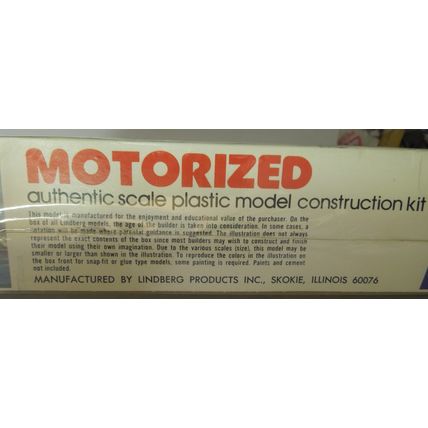 MOTORIZED
authentic scale plastic model construction kit
This model is manufactured for the enjoyment and educational value of the purchaser. On the
box of all Lindberg models, the age of the builder is taken into consideration. In some cases, a
notation will be made where parental guidance is suggested. The illustration does not always
represent the exact contents of the box since most builders may wish to construct and finish
their model using their own imagination. Due to the various scales (size), this model may be
smaller or larger than shown in the illustration. To reproduce the colors in the illustration on
the box front for snap-fit or glue type models, some painting is required. Paints and cement
not included.
MANUFACTURED BY LINDBERG PRODUCTS INC., SKOKIE, ILLINOIS 60076